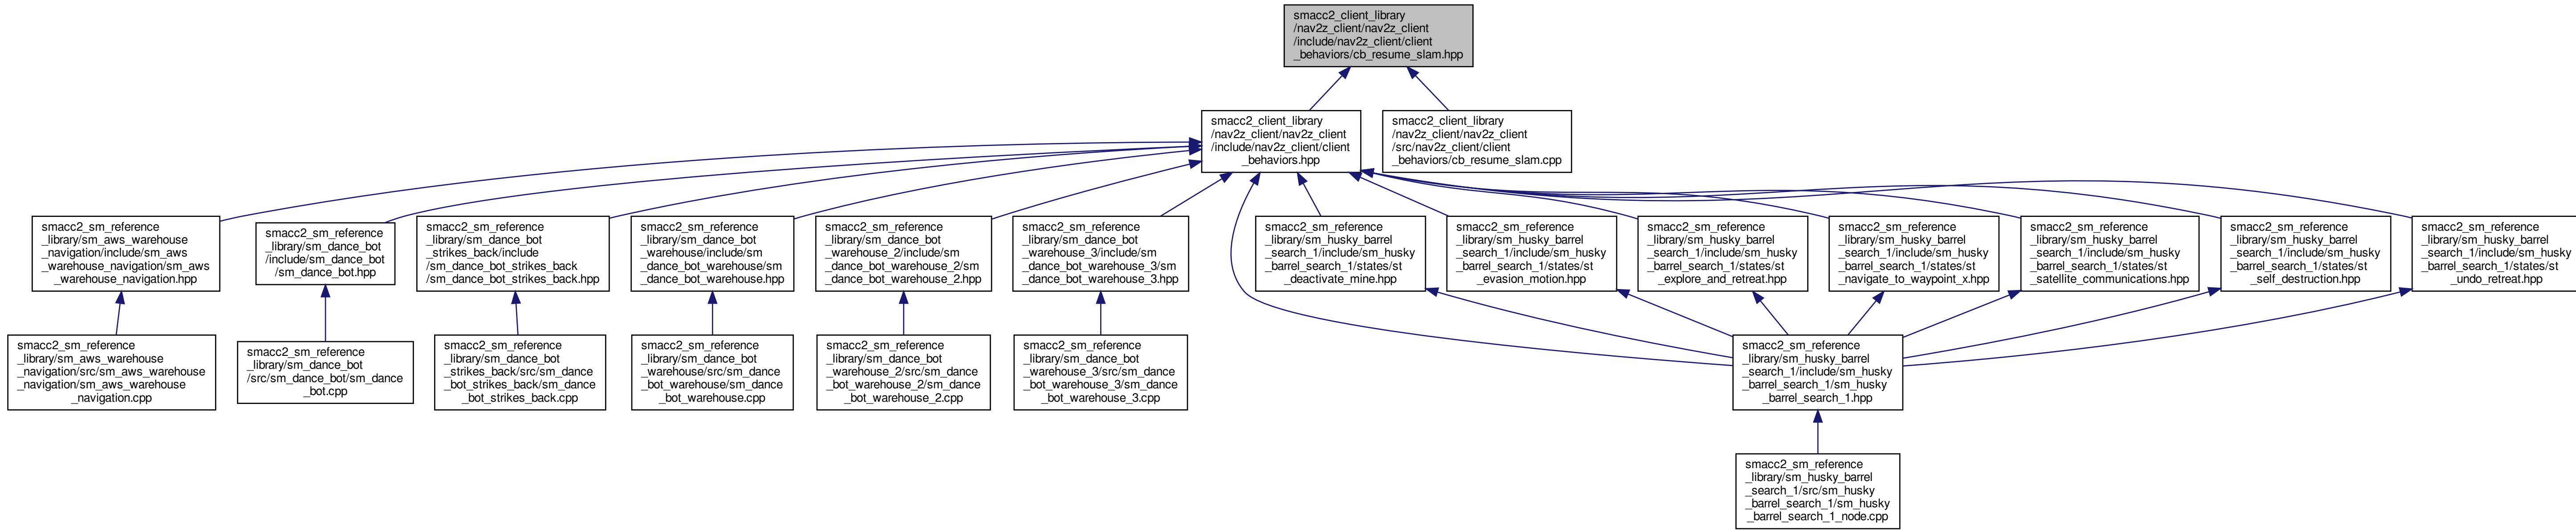 smacc2_client_library
/nav2z_client/nav2z_client
/include/nav2z_client/client
_behaviors/cb_resume_slam.hpp
smacc2_client_library
/nav2z_client/nav2z_client
/include/nav2z_client/client
_behaviors.hpp
smacc2_client_library
/nav2z_client/nav2z_client
/src/nav2z_client/client
_behaviors/cb_resume_slam.cpp
smacc2_sm_reference
_library/sm_aws_warehouse
_navigation/include/sm_aws
_warehouse_navigation/sm_aws
_warehouse_navigation.hpp
smacc2_sm_reference
_library/sm_dance_bot
/include/sm_dance_bot
/sm_dance_bot.hpp
smacc2_sm_reference
_library/sm_dance_bot
_strikes_back/include
/sm_dance_bot_strikes_back
/sm_dance_bot_strikes_back.hpp
smacc2_sm_reference
_library/sm_dance_bot
_warehouse/include/sm
_dance_bot_warehouse/sm
_dance_bot_warehouse.hpp
smacc2_sm_reference
_library/sm_dance_bot
_warehouse_2/include/sm
_dance_bot_warehouse_2/sm
_dance_bot_warehouse_2.hpp
smacc2_sm_reference
_library/sm_dance_bot
_warehouse_3/include/sm
_dance_bot_warehouse_3/sm
_dance_bot_warehouse_3.hpp
smacc2_sm_reference
_library/sm_husky_barrel
_search_1/include/sm_husky
_barrel_search_1/states/st
_deactivate_mine.hpp
smacc2_sm_reference
_library/sm_husky_barrel
_search_1/include/sm_husky
_barrel_search_1/states/st
_evasion_motion.hpp
smacc2_sm_reference
_library/sm_husky_barrel
_search_1/include/sm_husky
_barrel_search_1/states/st
_explore_and_retreat.hpp
smacc2_sm_reference
_library/sm_husky_barrel
_search_1/include/sm_husky
_barrel_search_1/states/st
_navigate_to_waypoint_x.hpp
smacc2_sm_reference
_library/sm_husky_barrel
_search_1/include/sm_husky
_barrel_search_1/states/st
_satellite_communications.hpp
smacc2_sm_reference
_library/sm_husky_barrel
_search_1/include/sm_husky
_barrel_search_1/states/st
_self_destruction.hpp
smacc2_sm_reference
_library/sm_husky_barrel
_search_1/include/sm_husky
_barrel_search_1/states/st
_undo_retreat.hpp
smacc2_sm_reference
_library/sm_aws_warehouse
_navigation/src/sm_aws_warehouse
_navigation/sm_aws_warehouse
_navigation.cpp
smacc2_sm_reference
_library/sm_dance_bot
/src/sm_dance_bot/sm_dance
_bot.cpp
smacc2_sm_reference
_library/sm_dance_bot
_strikes_back/src/sm_dance
_bot_strikes_back/sm_dance
_bot_strikes_back.cpp
smacc2_sm_reference
_library/sm_dance_bot
_warehouse/src/sm_dance
_bot_warehouse/sm_dance
_bot_warehouse.cpp
smacc2_sm_reference
_library/sm_dance_bot
_warehouse_2/src/sm_dance
_bot_warehouse_2/sm_dance
_bot_warehouse_2.cpp
smacc2_sm_reference
_library/sm_dance_bot
_warehouse_3/src/sm_dance
_bot_warehouse_3/sm_dance
_bot_warehouse_3.cpp
smacc2_sm_reference
_library/sm_husky_barrel
_search_1/include/sm_husky
_barrel_search_1/sm_husky
_barrel_search_1.hpp
smacc2_sm_reference
_library/sm_husky_barrel
_search_1/src/sm_husky
_barrel_search_1/sm_husky
_barrel_search_1_node.cpp